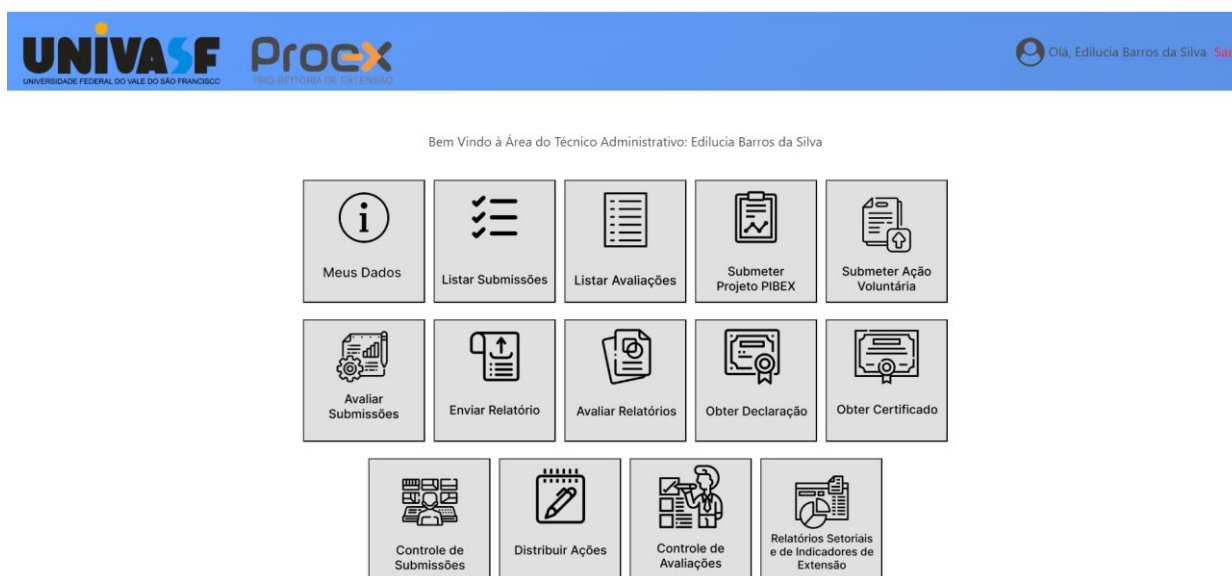 UNIVASF
UNIVERSIDADE FEDERAL DO VALE DO SÃO FRANCISCO
Proex
PRÓ-REITORIA DE EXTENSÃO
Olá, Edilucia Barros da Silva Sai
Bem Vindo à Área do Técnico Administrativo: Edilucia Barros da Silva
Meus Dados
Listar Submissões
Listar Avaliações
Submeter
Projeto PIBEX
Submeter Ação
Voluntária
Avaliar
Submissões
Enviar Relatório
Avaliar Relatórios
Obter Declaração
Obter Certificado
Controle de
Submissões
Distribuir Ações
Controle de
Avaliações
Relatórios Setoriais
e de Indicadores de
Extensão